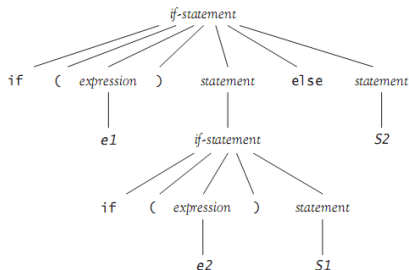 if-statement
if ( expression ) statement else statement
e1 if-statement S2
if ( expression ) statement
e2 S1